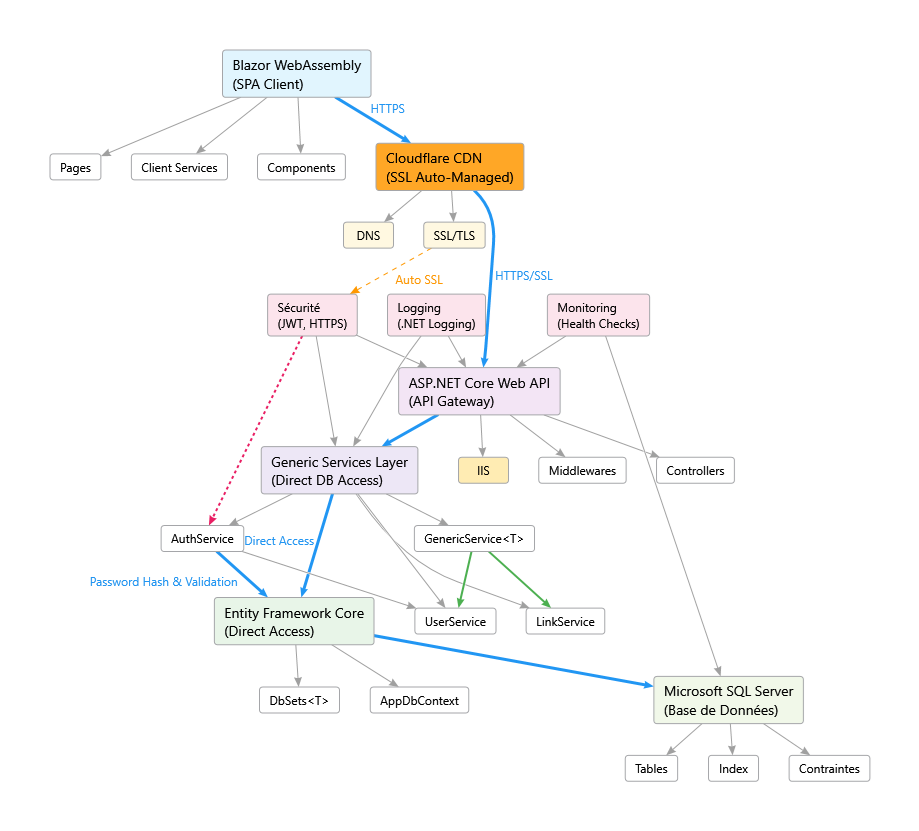 Blazor WebAssembly
(SPA Client)
HTTPS
Pages
Client Services
Components
Cloudflare CDN
(SSL Auto-Managed)
DNS
SSL/TLS
Auto SSL
HTTPS/SSL
Sécurité
(JWT, HTTPS)
Logging
(.NET Logging)
Monitoring
(Health Checks)
ASP.NET Core Web API
(API Gateway)
Generic Services Layer
(Direct DB Access)
IIS
Middlewares
Controllers
AuthService
Direct Access
GenericService<T>
Password Hash & Validation
Entity Framework Core
(Direct Access)
UserService
LinkService
DbSets<T>
AppDbContext
Microsoft SQL Server
(Base de Données)
Tables
Index
Contraintes